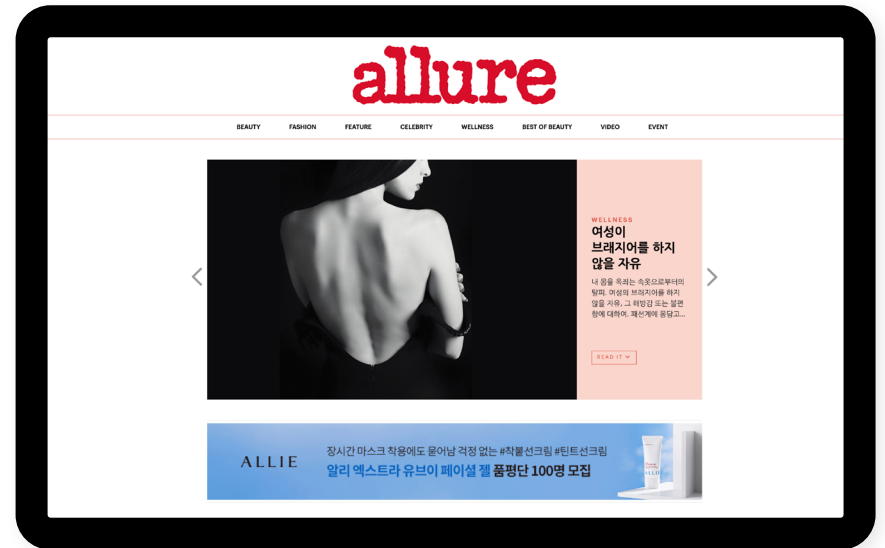 allure
BEAUTY FASHION FEATURE CELEBRITY WELLNESS BEST OF BEAUTY VIDEO EVENT
WELLNESS
여성이
브래지어를 하지
않을 자유
내 몸을 옥죄는 속옷으로부터의
탈피. 여성의 브라지어를 하지
않을 자유, 그 해방감 또는 불편
함에 대하여. 패션계에 몸담고...
READ IT
ALLIE
장시간 마스크 착용에도 묻어남 걱정 없는 #착붙선크림 #틴트선크림
알리 엑스트라 유브이 페이셜 젤 품평단 100명 모집
ALLIE